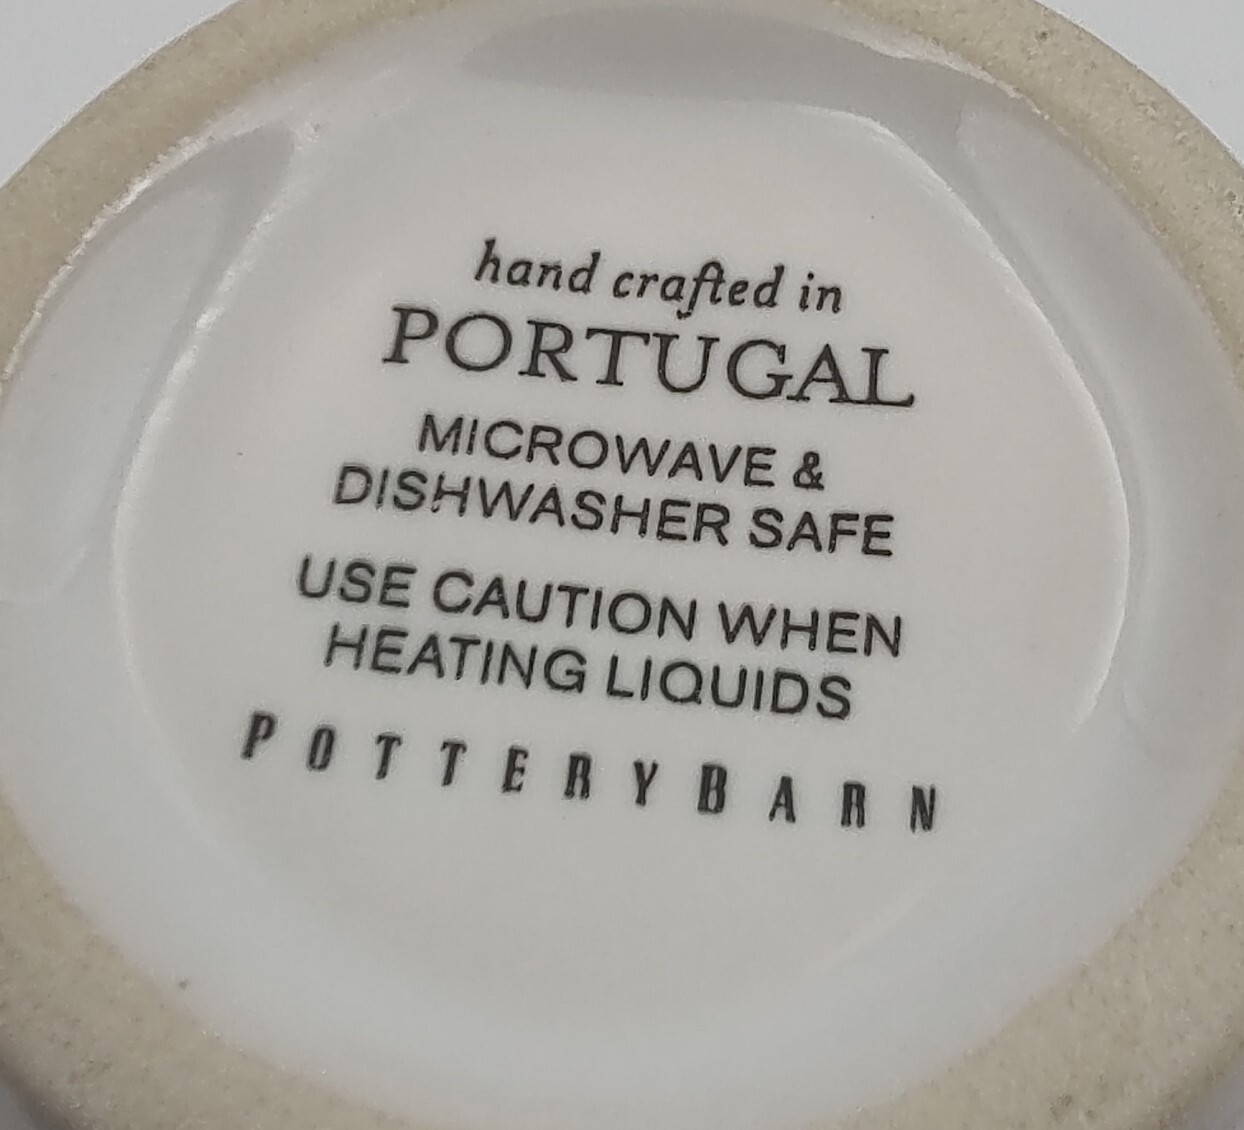 hand crafted in
PORTUGAL
MICROWAVE &
DISHWASHER SAFE
USE CAUTION WHEN
HEATING LIQUIDS
POTTERYBARN